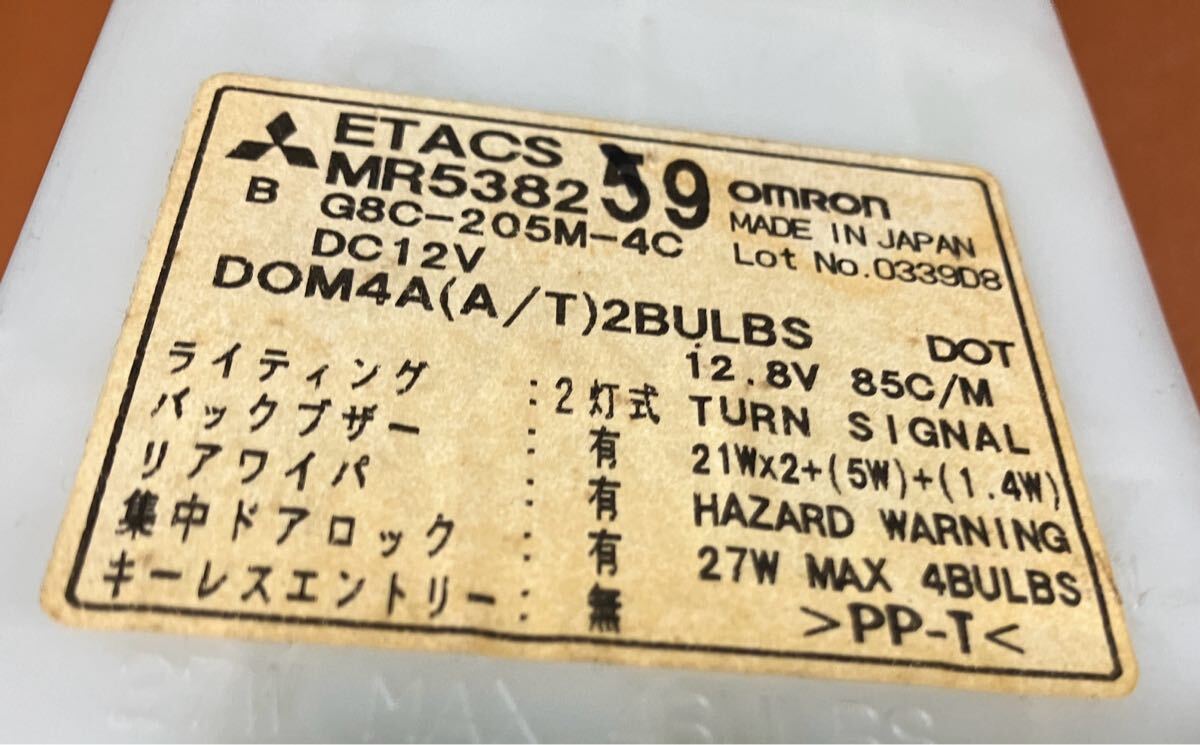 ETACS
MR538259
omron
B G8C-205M-4C
MADE IN JAPAN
DC12V
Lot No.0339D8
DOM4A(A/T)2BULBS
DOT
ライティング :2灯式
12.8V 85C/M
バックブザー : 有
TURN SIGNAL
リアワイパ : 有
21Wx2+(5W)+(1.4W)
集中ドアロック : 有
HAZARD WARNING
キーレスエントリー: 無
27W MAX 4BULBS
>PP-T<